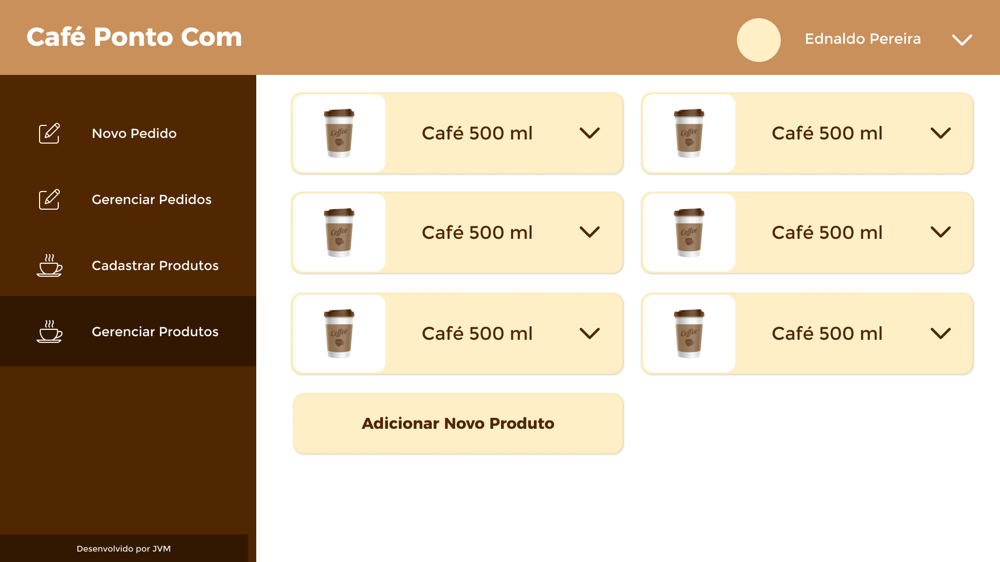 Café Ponto Com
Ednaldo Pereira
Novo Pedido
Gerenciar Pedidos
Cadastrar Produtos
Gerenciar Produtos
Desenvolvido por JVM
Coffee
Café 500 ml
Coffee
Café 500 ml
Coffee
Café 500 ml
Coffee
Café 500 ml
Coffee
Café 500 ml
Coffee
Café 500 ml
Adicionar Novo Produto